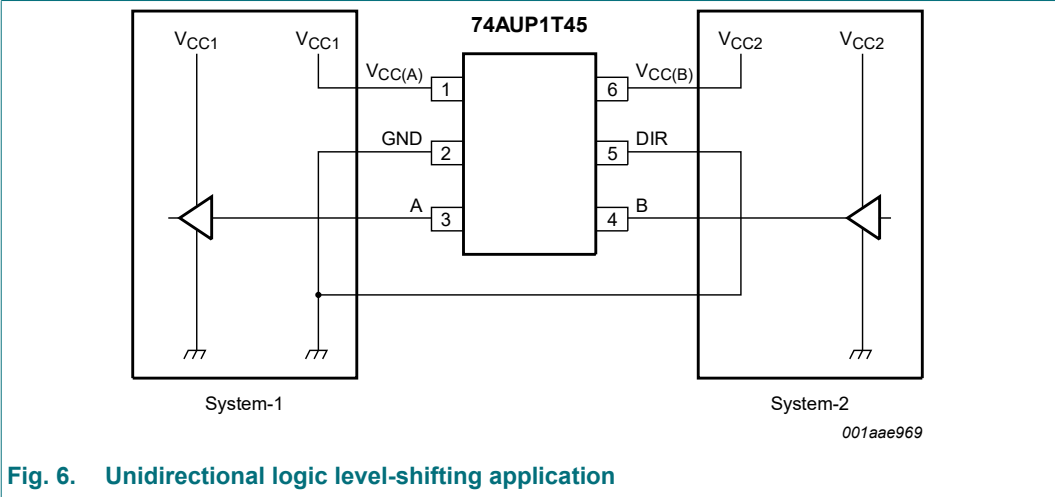 74AUP1T45
VCC1 VCC1 VCC2 VCC2
VCC(A) 1 6 VCC(B)
GND 2 5 DIR
A 3 4 B
System-1 System-2
001aae969
Fig. 6. Unidirectional logic level-shifting application